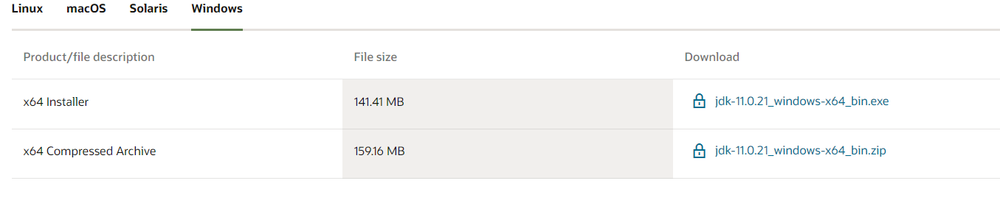 Linux macOS Solaris Windows
Product/file description File size Download
x64 Installer 141.41 MB jdk-11.0.21_windows-x64_bin.exe
x64 Compressed Archive 159.16 MB jdk-11.0.21_windows-x64_bin.zip